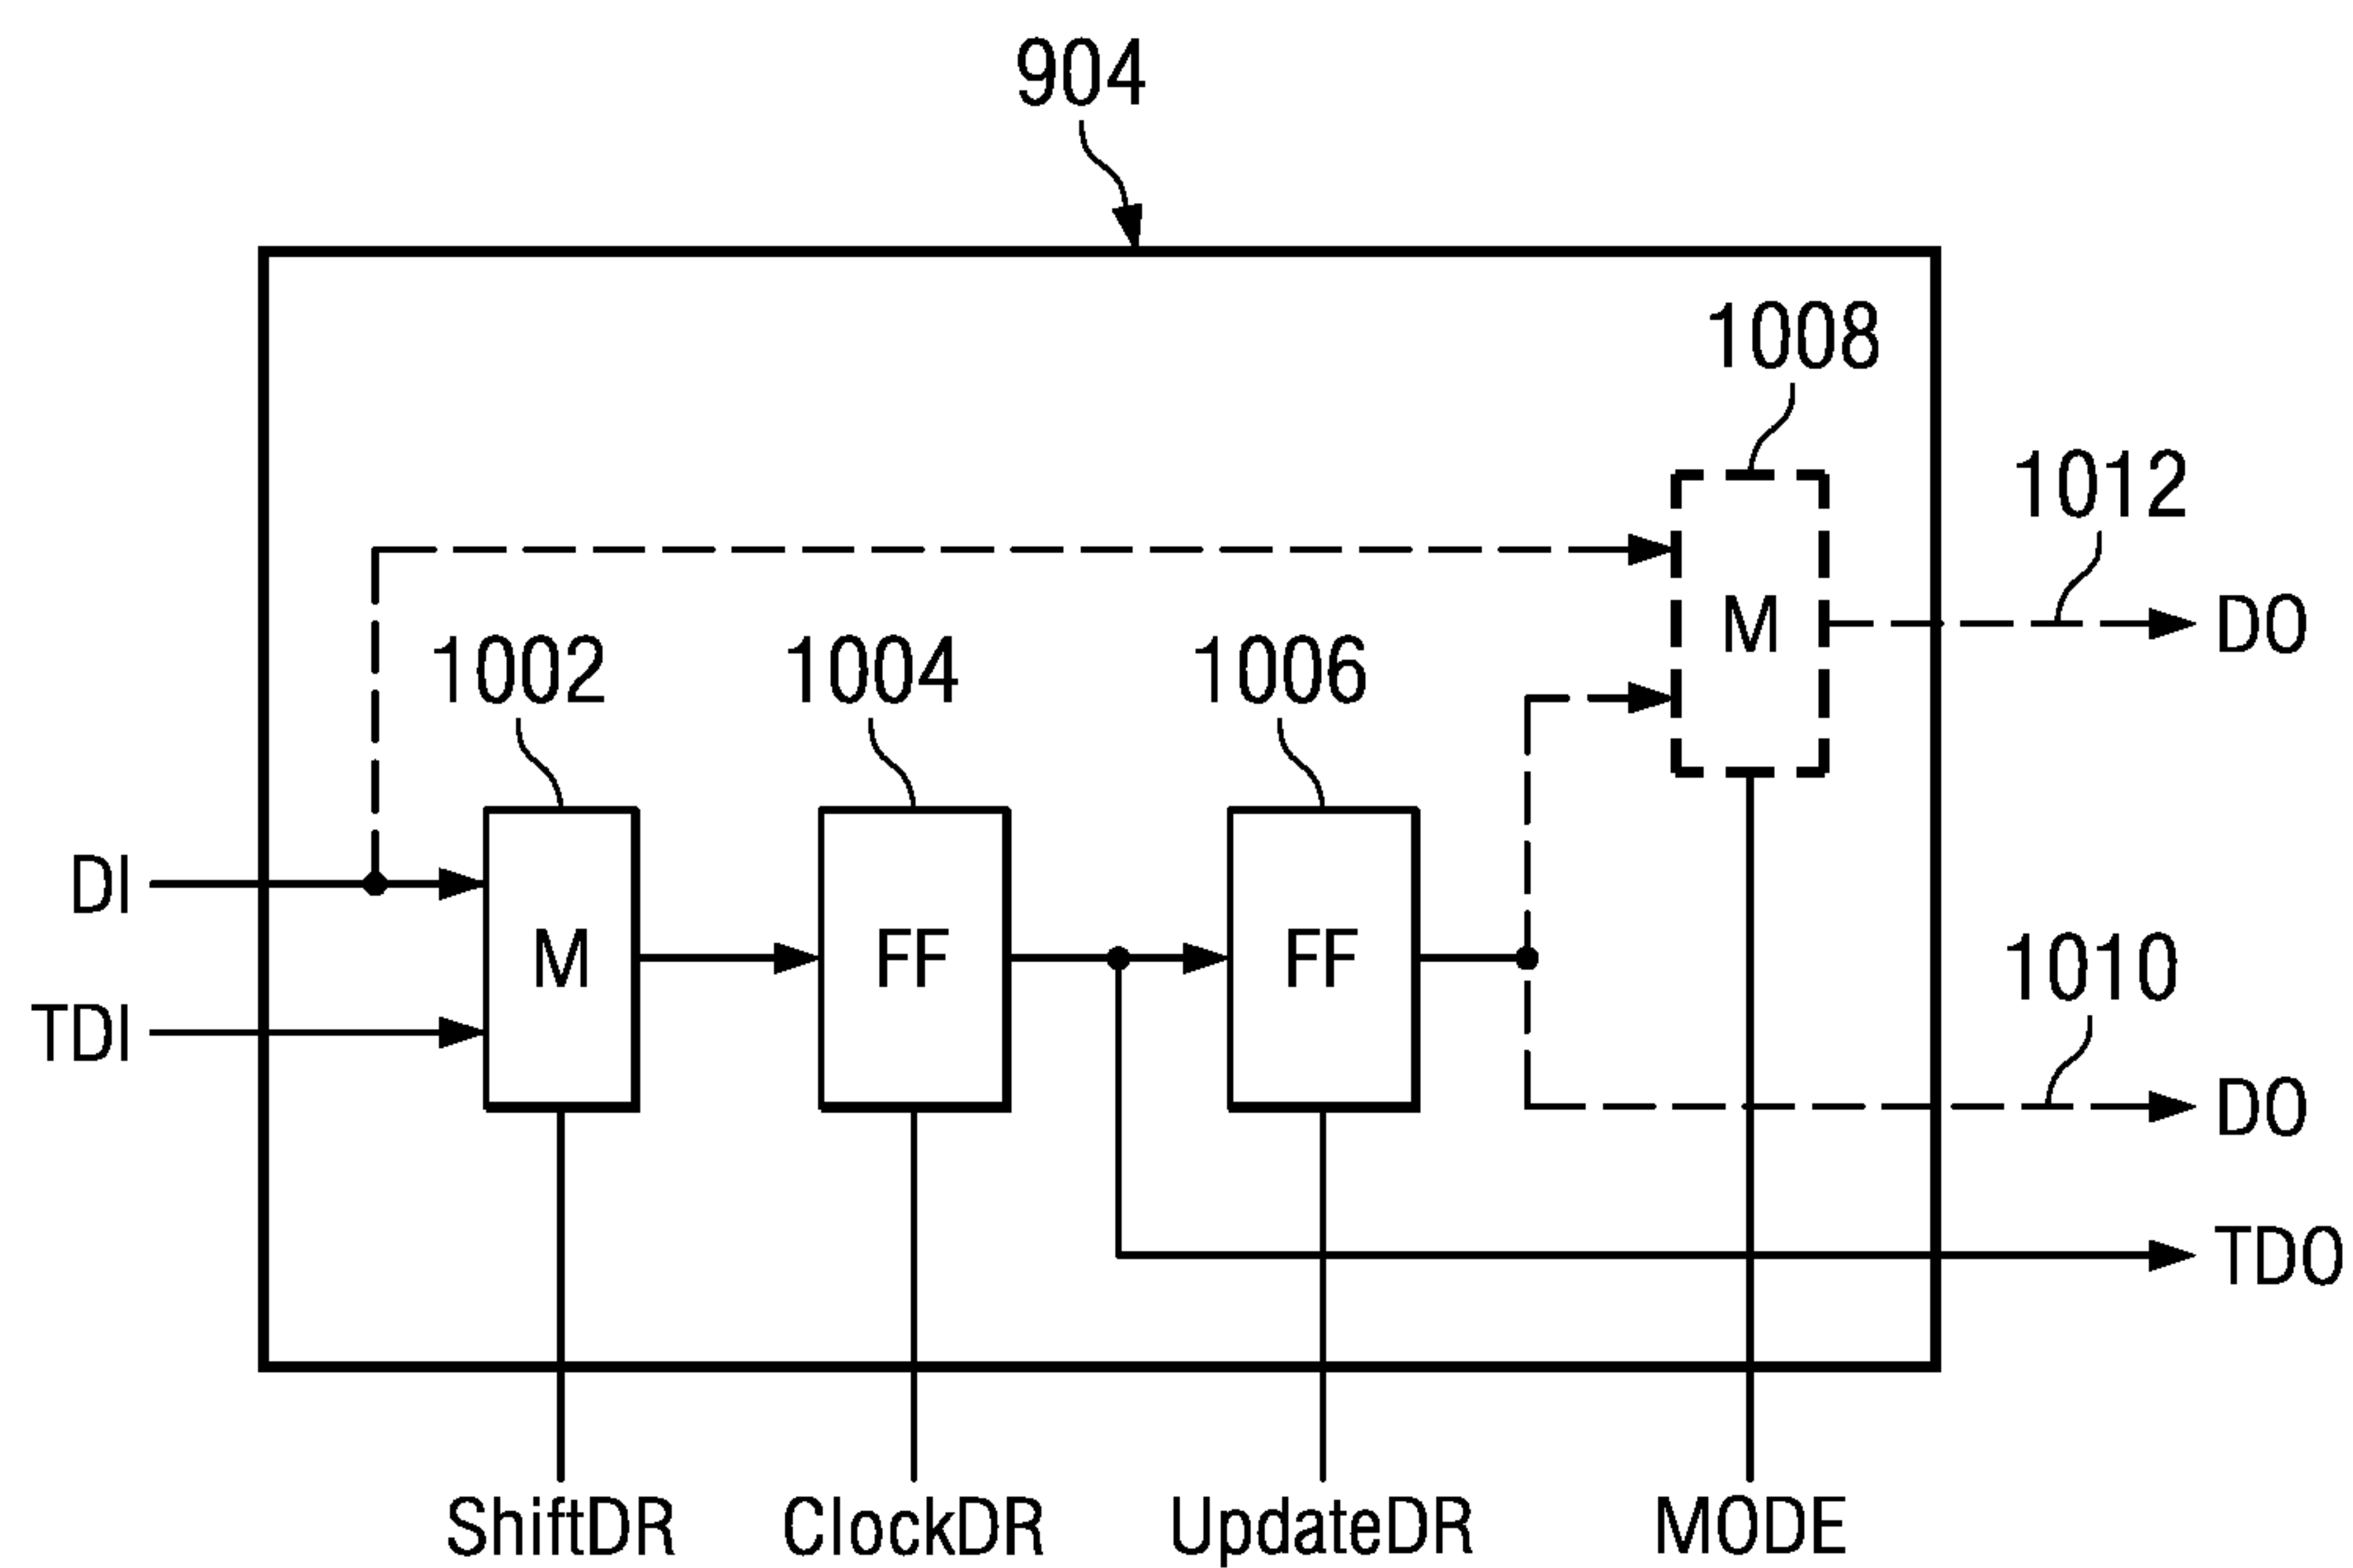 904
1008
1012
M
DO
1002
1004
1006
DI
M
FF
FF
1010
TDI
DO
TDO
ShiftDR
ClockDR
UpdateDR
MODE